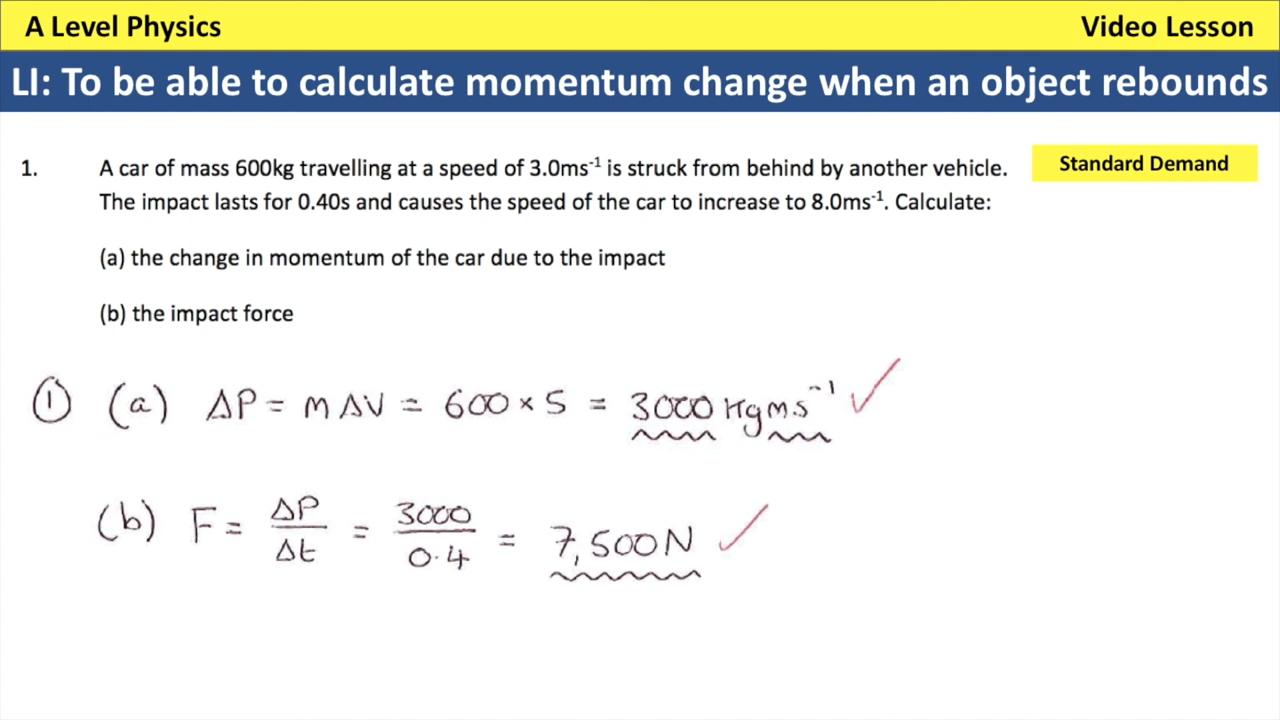 A Level Physics
Video Lesson
LI: To be able to calculate momentum change when an object rebounds
1. A car of mass 600kg travelling at a speed of 3.0ms⁻¹ is struck from behind by another vehicle.
Standard Demand
The impact lasts for 0.40s and causes the speed of the car to increase to 8.0ms⁻¹. Calculate:
(a) the change in momentum of the car due to the impact
(b) the impact force
① (a) ΔP = mΔV = 600 × 5 = 3000 Kgms⁻¹ ✓
(b) F = ΔP/Δt = 3000/0.4 = 7,500N ✓